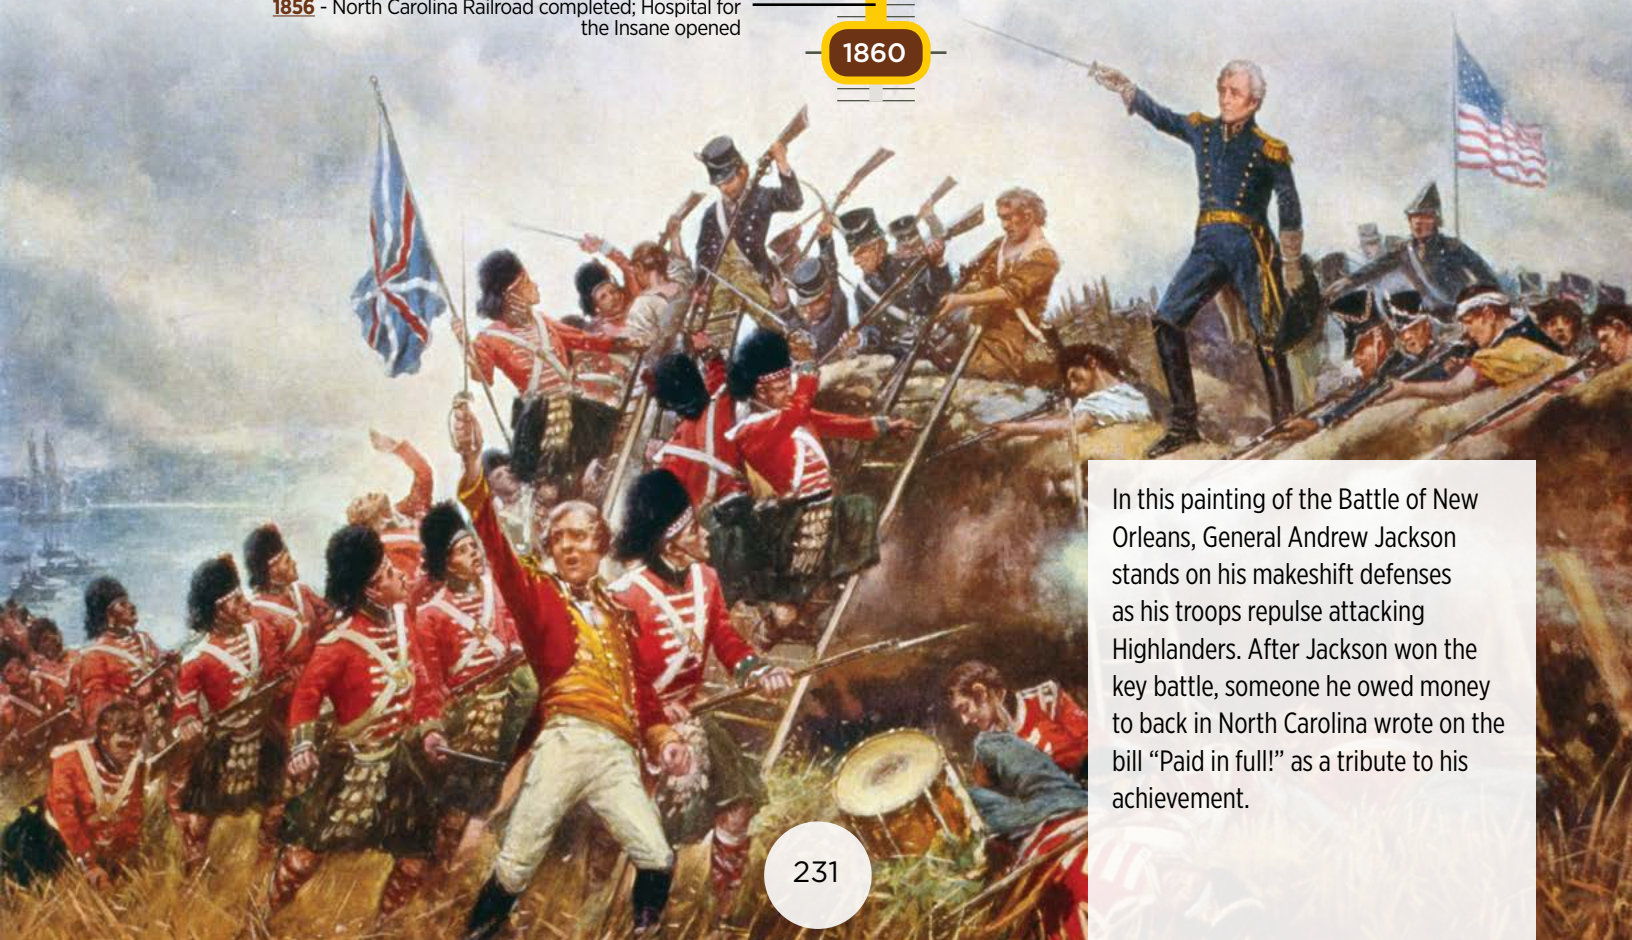 1856 - North Carolina Railroad completed; Hospital for
the Insane opened
1860
In this painting of the Battle of New
Orleans, General Andrew Jackson
stands on his makeshift defenses
as his troops repulse attacking
Highlanders. After Jackson won the
key battle, someone he owed money
to back in North Carolina wrote on the
bill “Paid in full!” as a tribute to his
achievement.
231